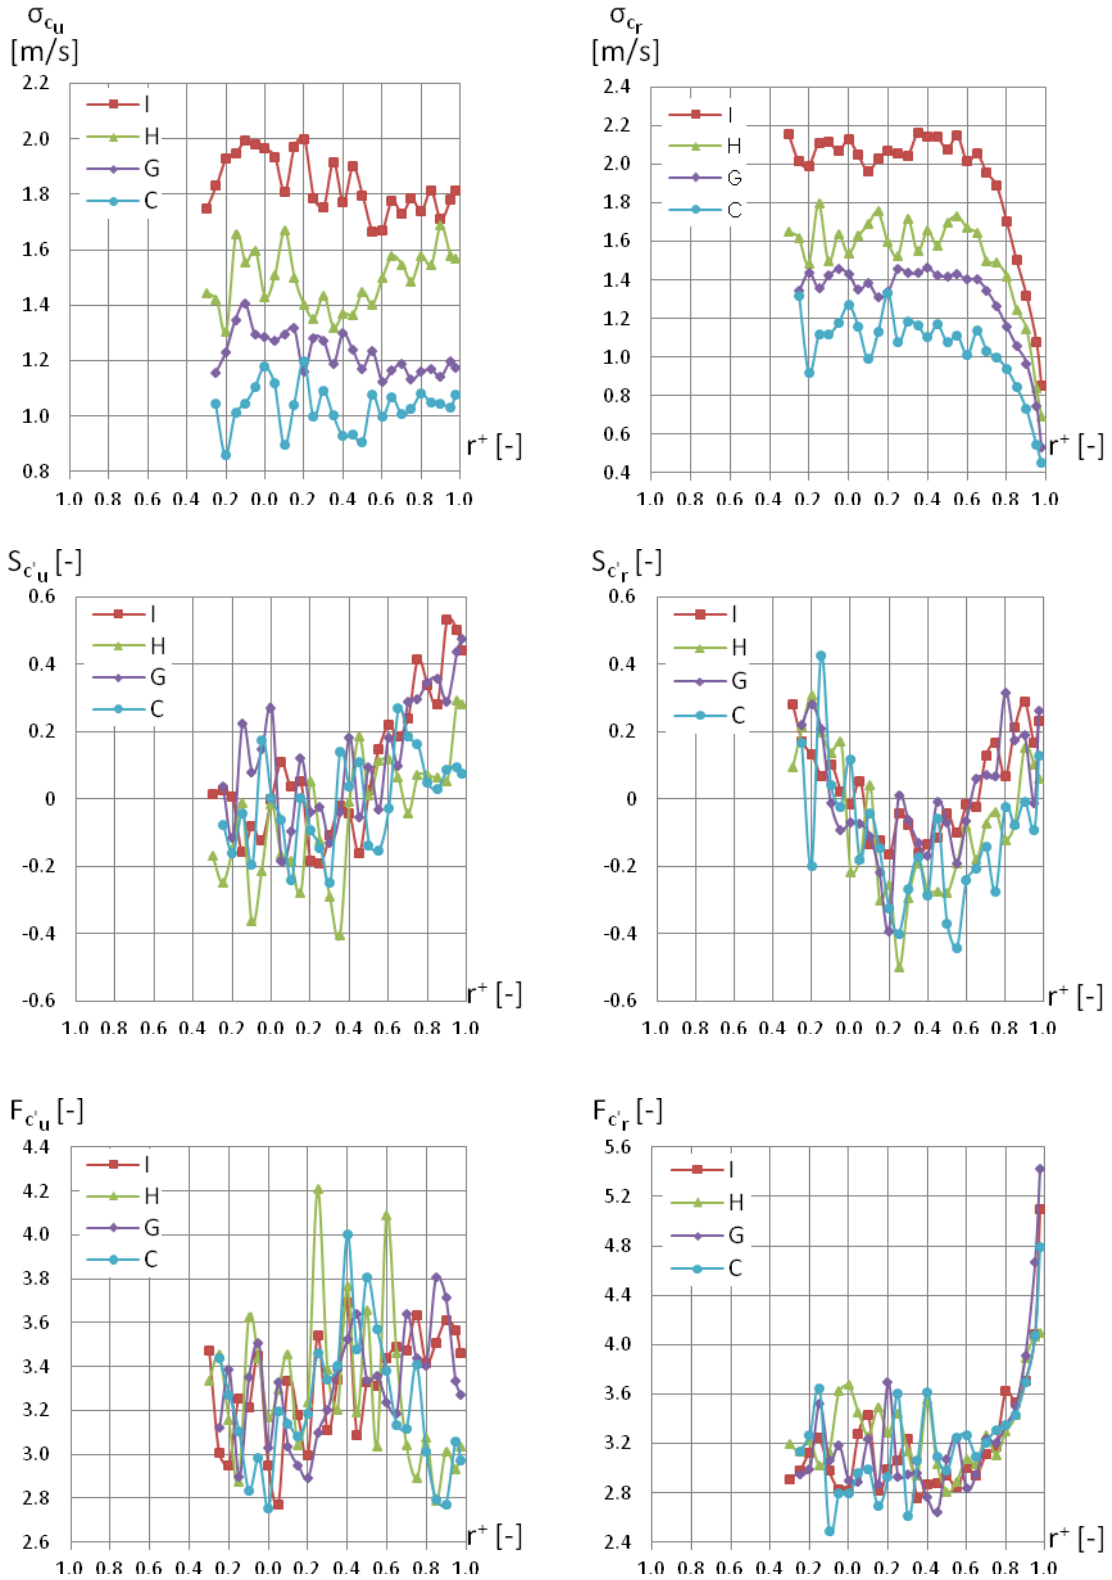 σcu
[m/s]
2.2
2.0
1.8
1.6
1.4
1.2
1.0
0.8
I
H
G
C
r+ [-]
1.0 0.8 0.6 0.4 0.2 0.0 0.2 0.4 0.6 0.8 1.0
σcr
[m/s]
2.4
2.2
2.0
1.8
1.6
1.4
1.2
1.0
0.8
0.6
0.4
I
H
G
C
r+ [-]
1.0 0.8 0.6 0.4 0.2 0.0 0.2 0.4 0.6 0.8 1.0
Sc'u [-]
0.6
0.4
0.2
0
-0.2
-0.4
-0.6
I
H
G
C
r+ [-]
1.0 0.8 0.6 0.4 0.2 0.0 0.2 0.4 0.6 0.8 1.0
Sc'r [-]
0.6
0.4
0.2
0
-0.2
-0.4
-0.6
I
H
G
C
r+ [-]
1.0 0.8 0.6 0.4 0.2 0.0 0.2 0.4 0.6 0.8 1.0
Fc'u [-]
4.4
4.2
4.0
3.8
3.6
3.4
3.2
3.0
2.8
2.6
I
H
G
C
r+ [-]
1.0 0.8 0.6 0.4 0.2 0.0 0.2 0.4 0.6 0.8 1.0
Fc'r [-]
5.6
5.2
4.8
4.4
4.0
3.6
3.2
2.8
2.4
I
H
G
C
r+ [-]
1.0 0.8 0.6 0.4 0.2 0.0 0.2 0.4 0.6 0.8 1.0